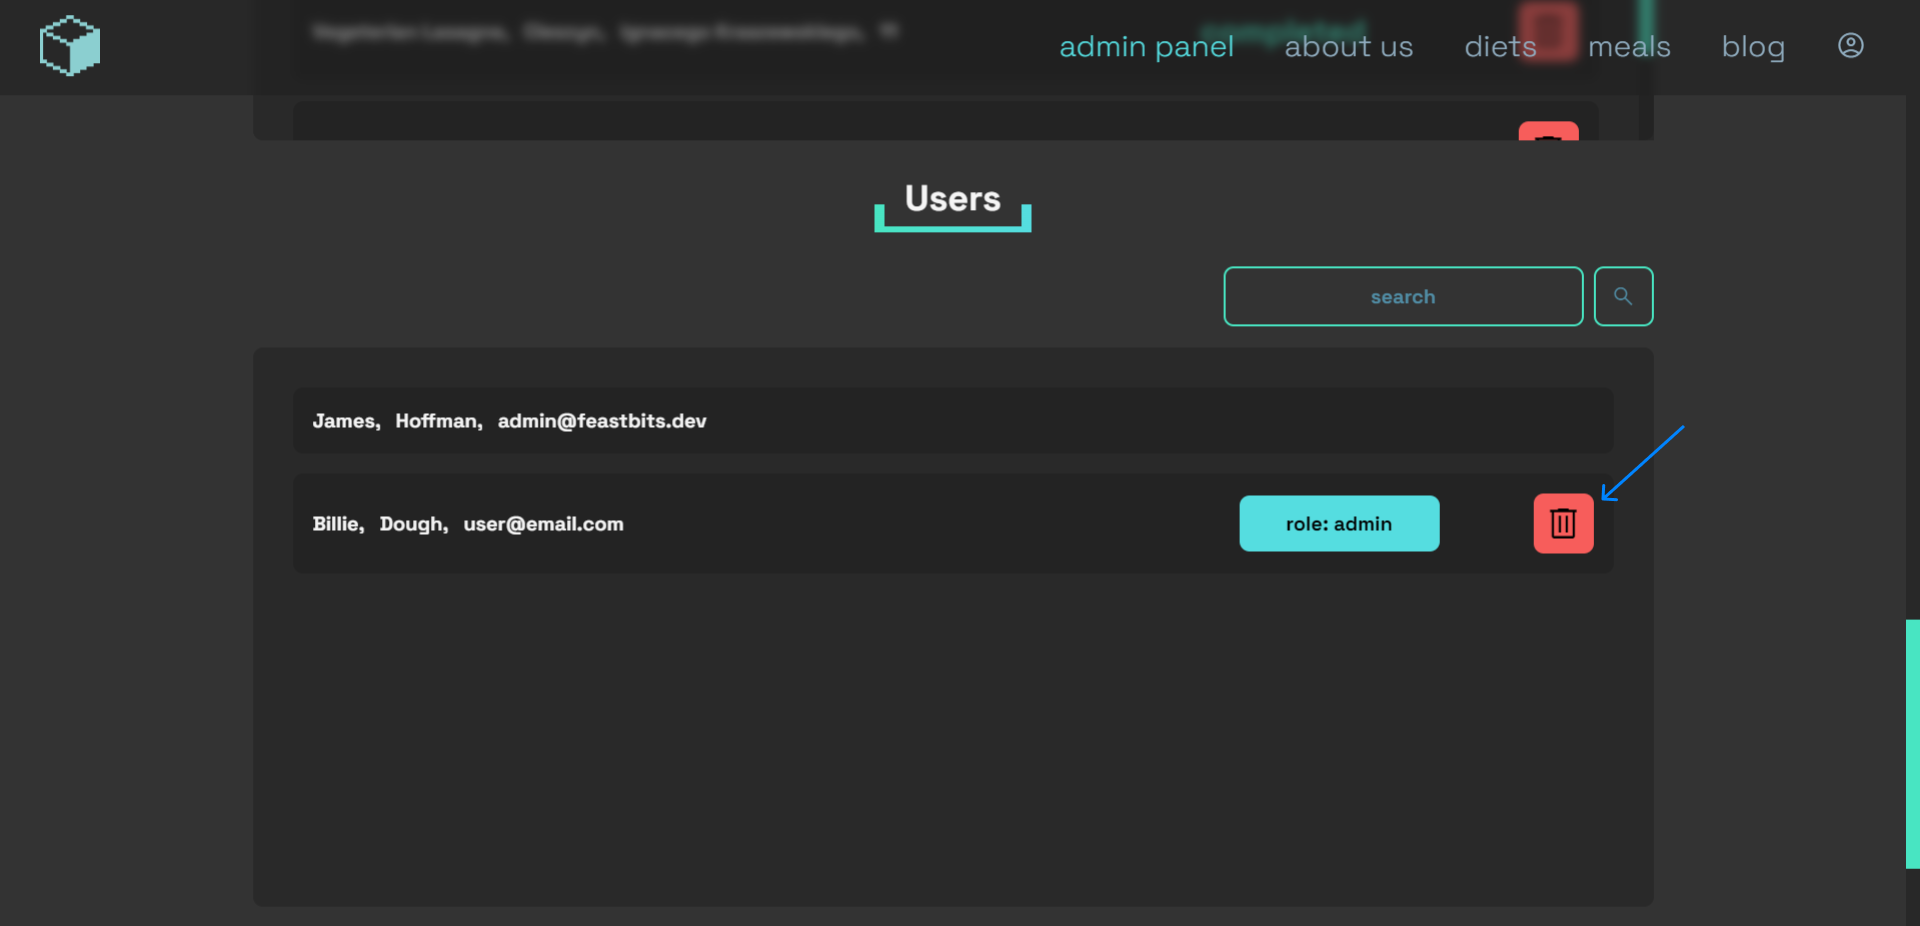 completed
admin panel about us diets meals blog
Users
search
James, Hoffman, admin@feastbits.dev
Billie, Dough, user@email.com role: admin